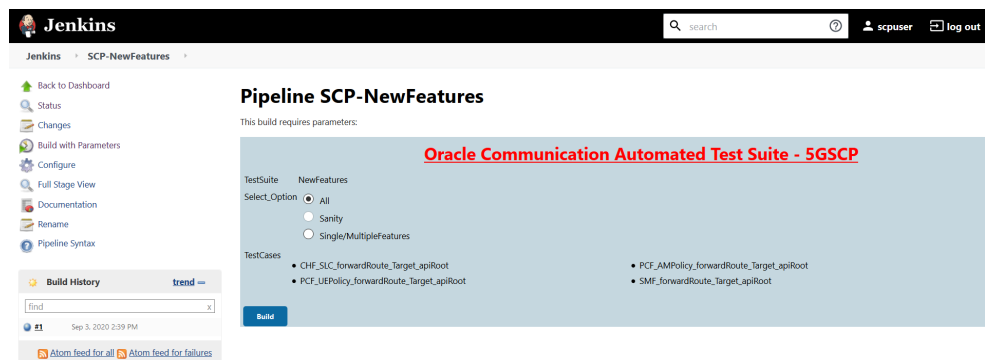 Jenkins
search
scpuser
log out
Jenkins
SCP-NewFeatures
Back to Dashboard
Status
Changes
Build with Parameters
Configure
Full Stage View
Documentation
Rename
Pipeline Syntax
Build History
trend
find
x
#1
Sep 3, 2020 2:39 PM
Atom feed for all
Atom feed for failures
Pipeline SCP-NewFeatures
This build requires parameters:
Oracle Communication Automated Test Suite - 5GSCP
TestSuite
NewFeatures
Select_Option
All
Sanity
Single/MultipleFeatures
TestCases
CHF_SLC_forwardRoute_Target_apiRoot
PCF_AMPolicy_forwardRoute_Target_apiRoot
PCF_UEPolicy_forwardRoute_Target_apiRoot
SMF_forwardRoute_Target_apiRoot
Build